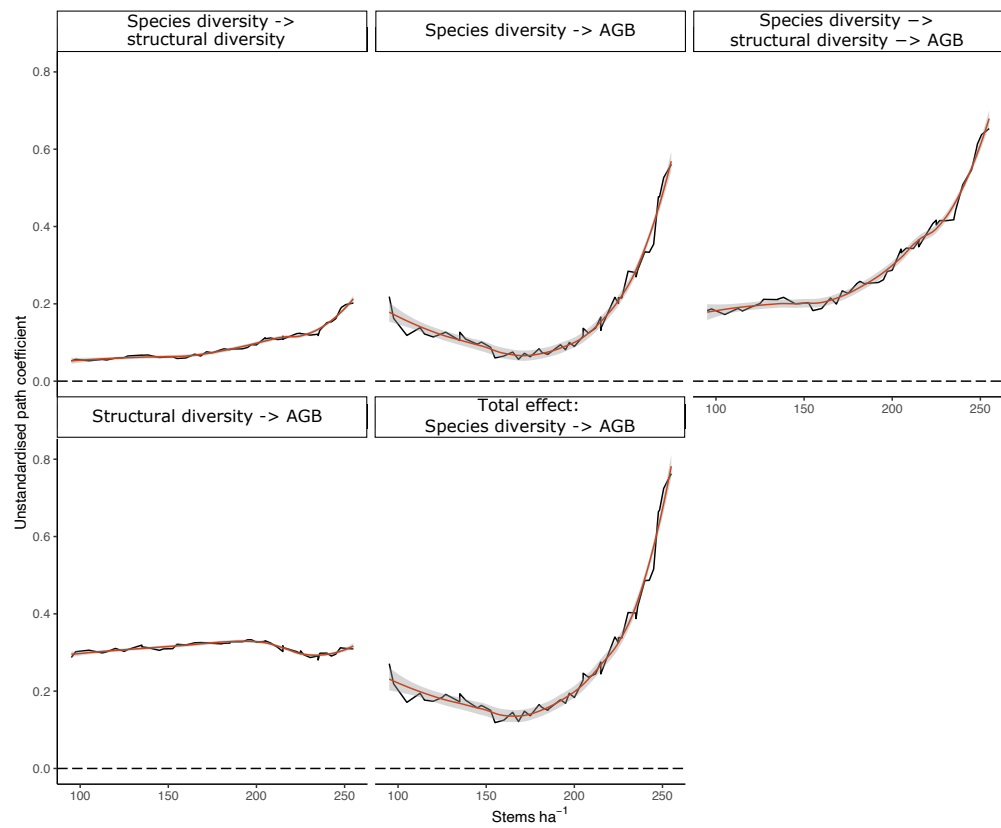 Species diversity ->
structural diversity
Species diversity -> AGB
Species diversity −>
structural diversity −> AGB
0.8
0.6
0.4
0.2
0.0
100
150
200
250
Structural diversity -> AGB
Total effect:
Species diversity -> AGB
0.8
0.6
0.4
0.2
0.0
100
150
200
250
100
150
200
250
Unstandardised path coefficient
Stems ha⁻¹